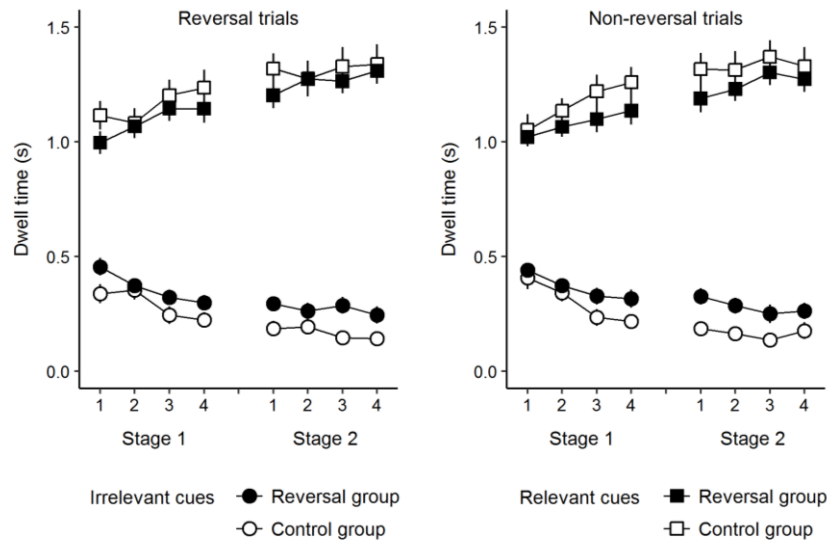 Reversal trials
Non-reversal trials
Dwell time (s)
1.5
1.0
0.5
0.0
1 2 3 4 1 2 3 4
Stage 1 Stage 2
Dwell time (s)
1.5
1.0
0.5
0.0
1 2 3 4 1 2 3 4
Stage 1 Stage 2
Irrelevant cues Reversal group
Control group
Relevant cues Reversal group
Control group